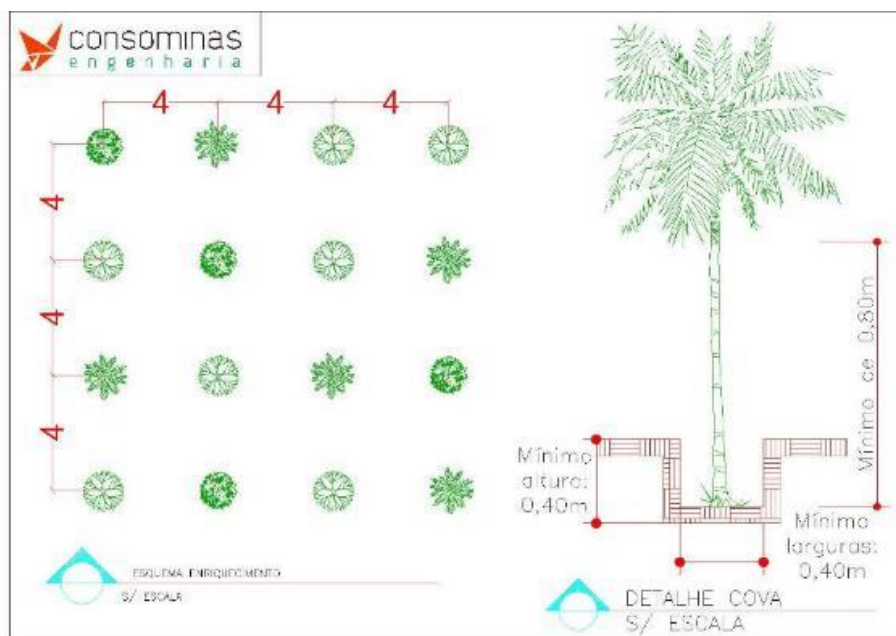 consominas
engenharia
4 4 4
4
4
4
ESQUEMA ENRIQUECIMENTO
S/ ESCALA
Mínimo de 0,80m
Mínimo
altura:
0,40m
Mínimo
larguras:
0,40m
DETALHE COVA
S/ ESCALA